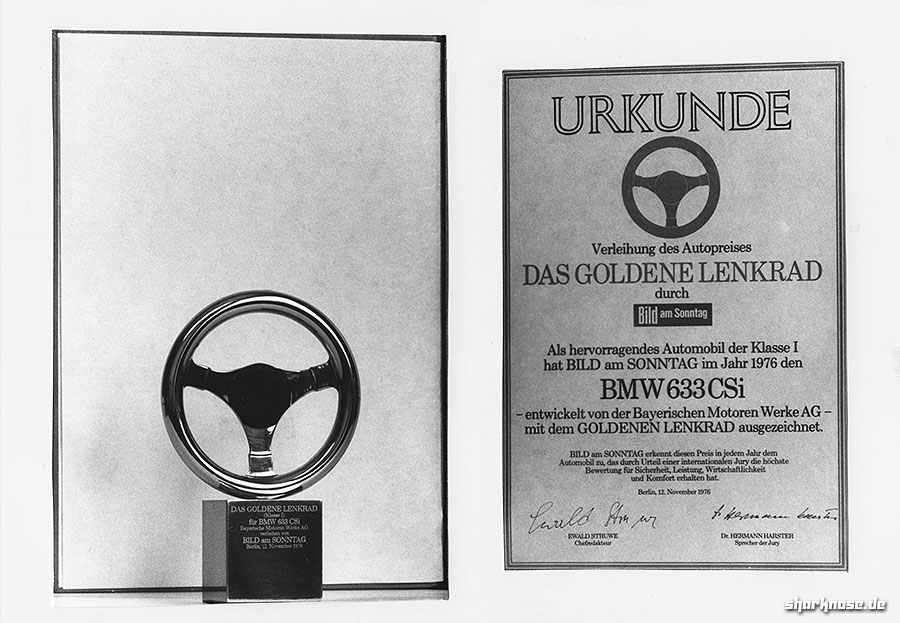 DAS GOLDENE LENKRAD
(Klasse I)
für BMW 633 CSi
Bayerische Motoren Werke AG
verliehen von
BILD am SONNTAG
Berlin, 12. November 1976
URKUNDE
Verleihung des Autopreises
DAS GOLDENE LENKRAD
durch
Bild am Sonntag
Als hervorragendes Automobil der Klasse I
hat BILD am SONNTAG im Jahr 1976 den
BMW 633 CSi
– entwickelt von der Bayerischen Motoren Werke AG –
mit dem GOLDENEN LENKRAD ausgezeichnet.
BILD am SONNTAG erkennt diesen Preis in jedem Jahr dem
Automobil zu, das durch Urteil einer internationalen Jury die höchste
Bewertung für Sicherheit, Leistung, Wirtschaftlichkeit
und Komfort erhalten hat.
Berlin, 12. November 1976
Ewald Struwe
EWALD STRUWE
Chefredakteur
Hermann Harster
Dr. HERMANN HARSTER
Sprecher der Jury
sharknose.de